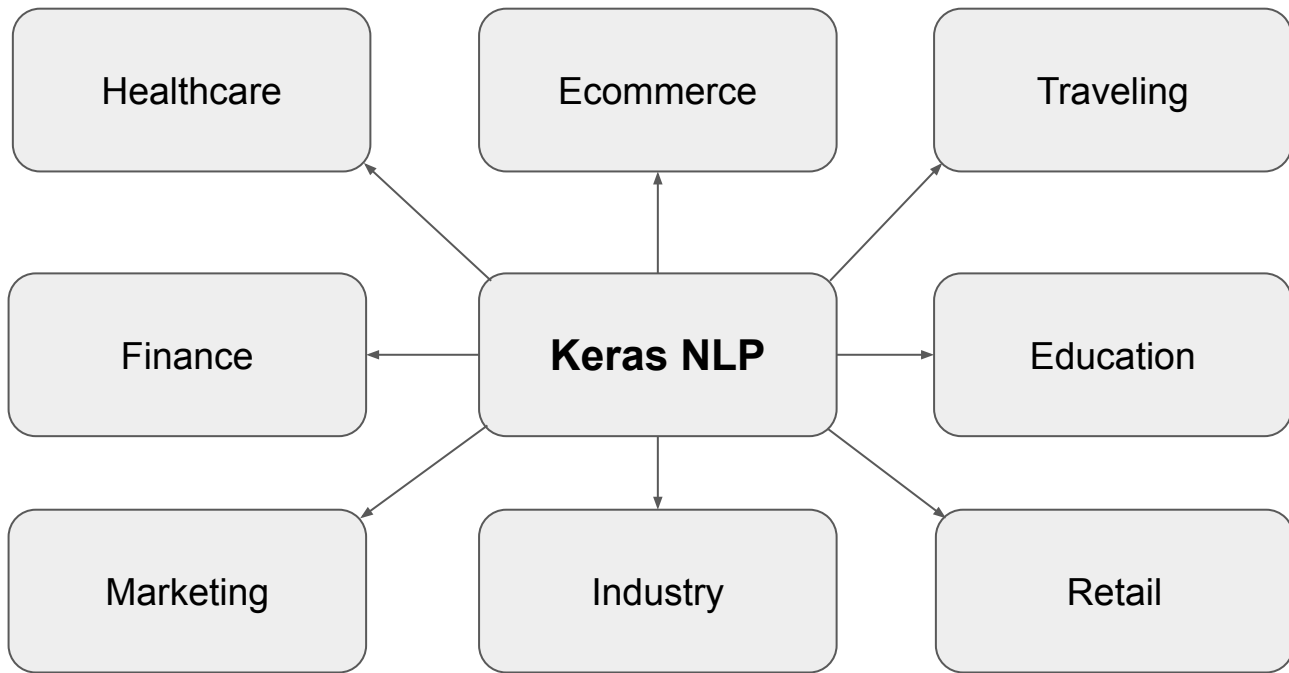 Healthcare
Ecommerce
Traveling
Finance
Keras NLP
Education
Marketing
Industry
Retail